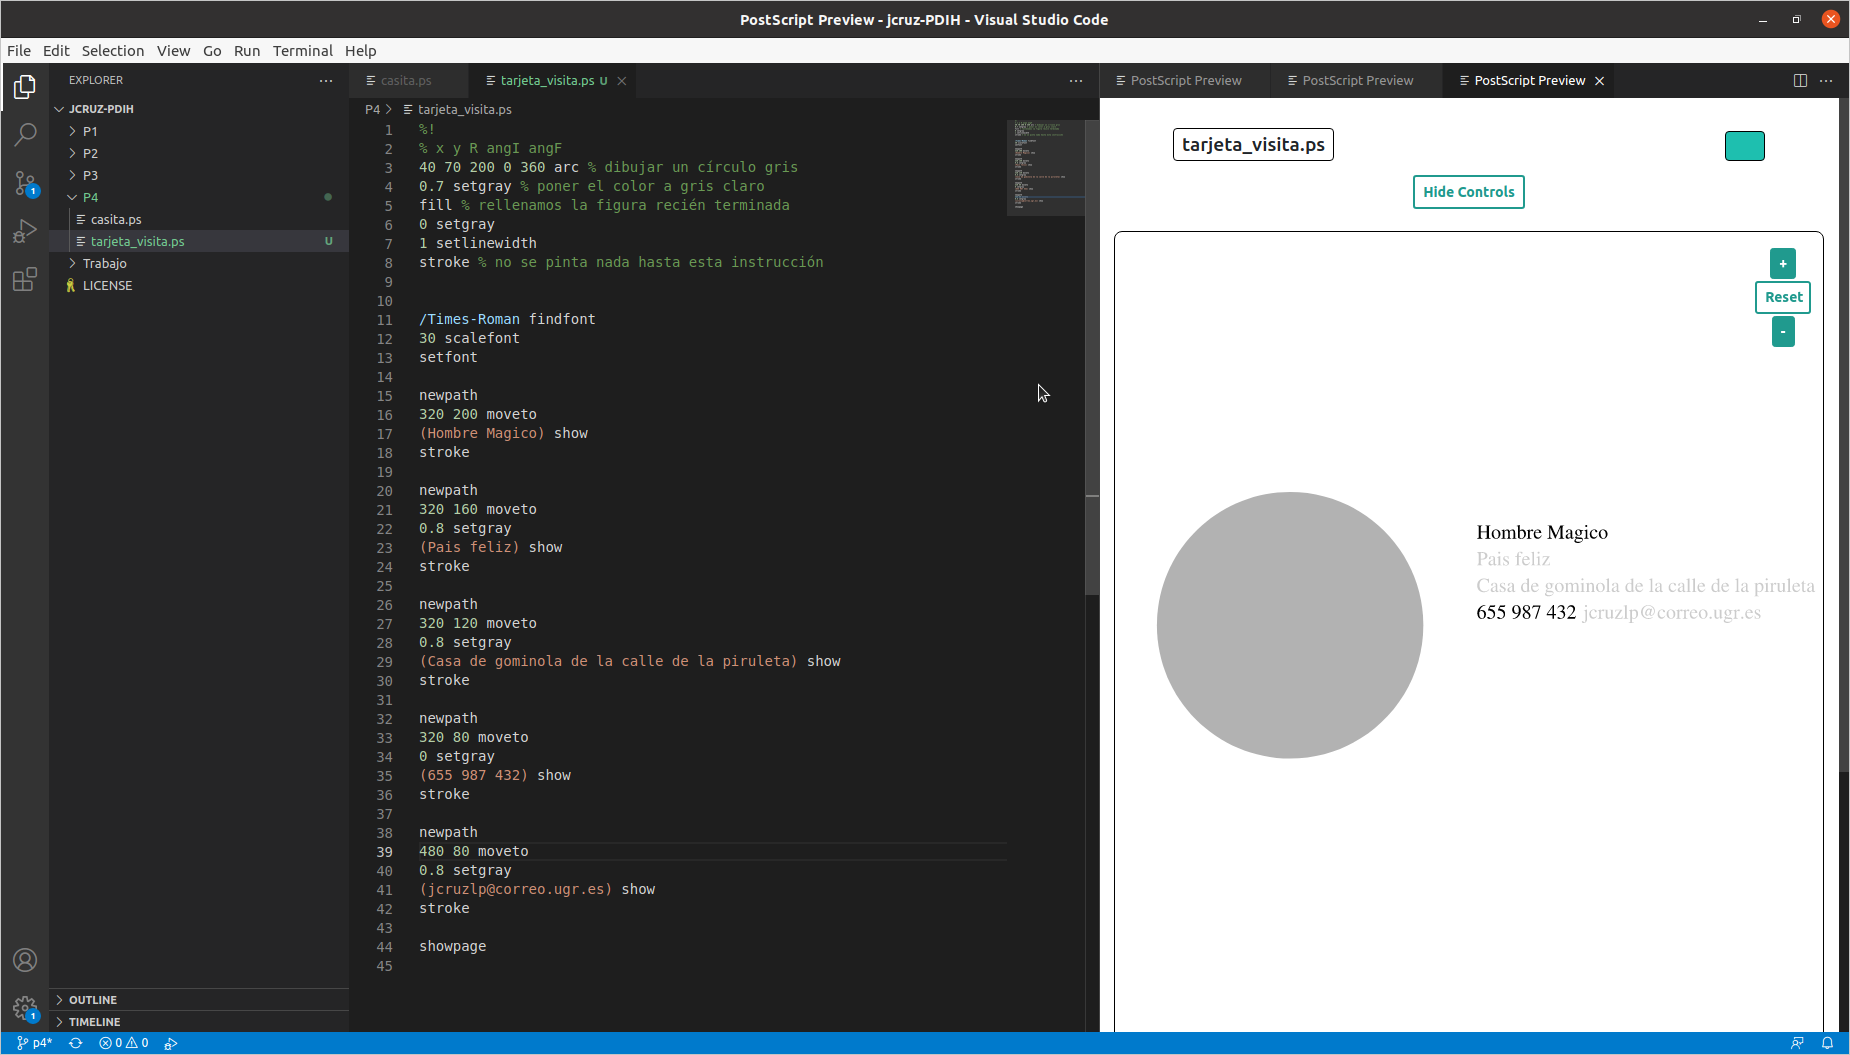 PostScript Preview - jcruz-PDIH - Visual Studio Code
File Edit Selection View Go Run Terminal Help
EXPLORER
JCRUZ-PDIH
P1
P2
P3
P4
casita.ps
tarjeta_visita.ps U
Trabajo
LICENSE
OUTLINE
TIMELINE
1
1
casita.ps
tarjeta_visita.ps U
P4 > tarjeta_visita.ps
1 %!
2 % x y R angI angF
3 40 70 200 0 360 arc % dibujar un círculo gris
4 0.7 setgray % poner el color a gris claro
5 fill % rellenamos la figura recién terminada
6 0 setgray
7 1 setlinewidth
8 stroke % no se pinta nada hasta esta instrucción
9
10
11 /Times-Roman findfont
12 30 scalefont
13 setfont
14
15 newpath
16 320 200 moveto
17 (Hombre Magico) show
18 stroke
19
20 newpath
21 320 160 moveto
22 0.8 setgray
23 (Pais feliz) show
24 stroke
25
26 newpath
27 320 120 moveto
28 0.8 setgray
29 (Casa de gominola de la calle de la piruleta) show
30 stroke
31
32 newpath
33 320 80 moveto
34 0 setgray
35 (655 987 432) show
36 stroke
37
38 newpath
39 480 80 moveto
40 0.8 setgray
41 (jcruzlp@correo.ugr.es) show
42 stroke
43
44 showpage
45
PostScript Preview PostScript Preview PostScript Preview
tarjeta_visita.ps
Hide Controls
+
Reset
-
Hombre Magico
Pais feliz
Casa de gominola de la calle de la piruleta
655 987 432 jcruzlp@correo.ugr.es
p4* 0 0